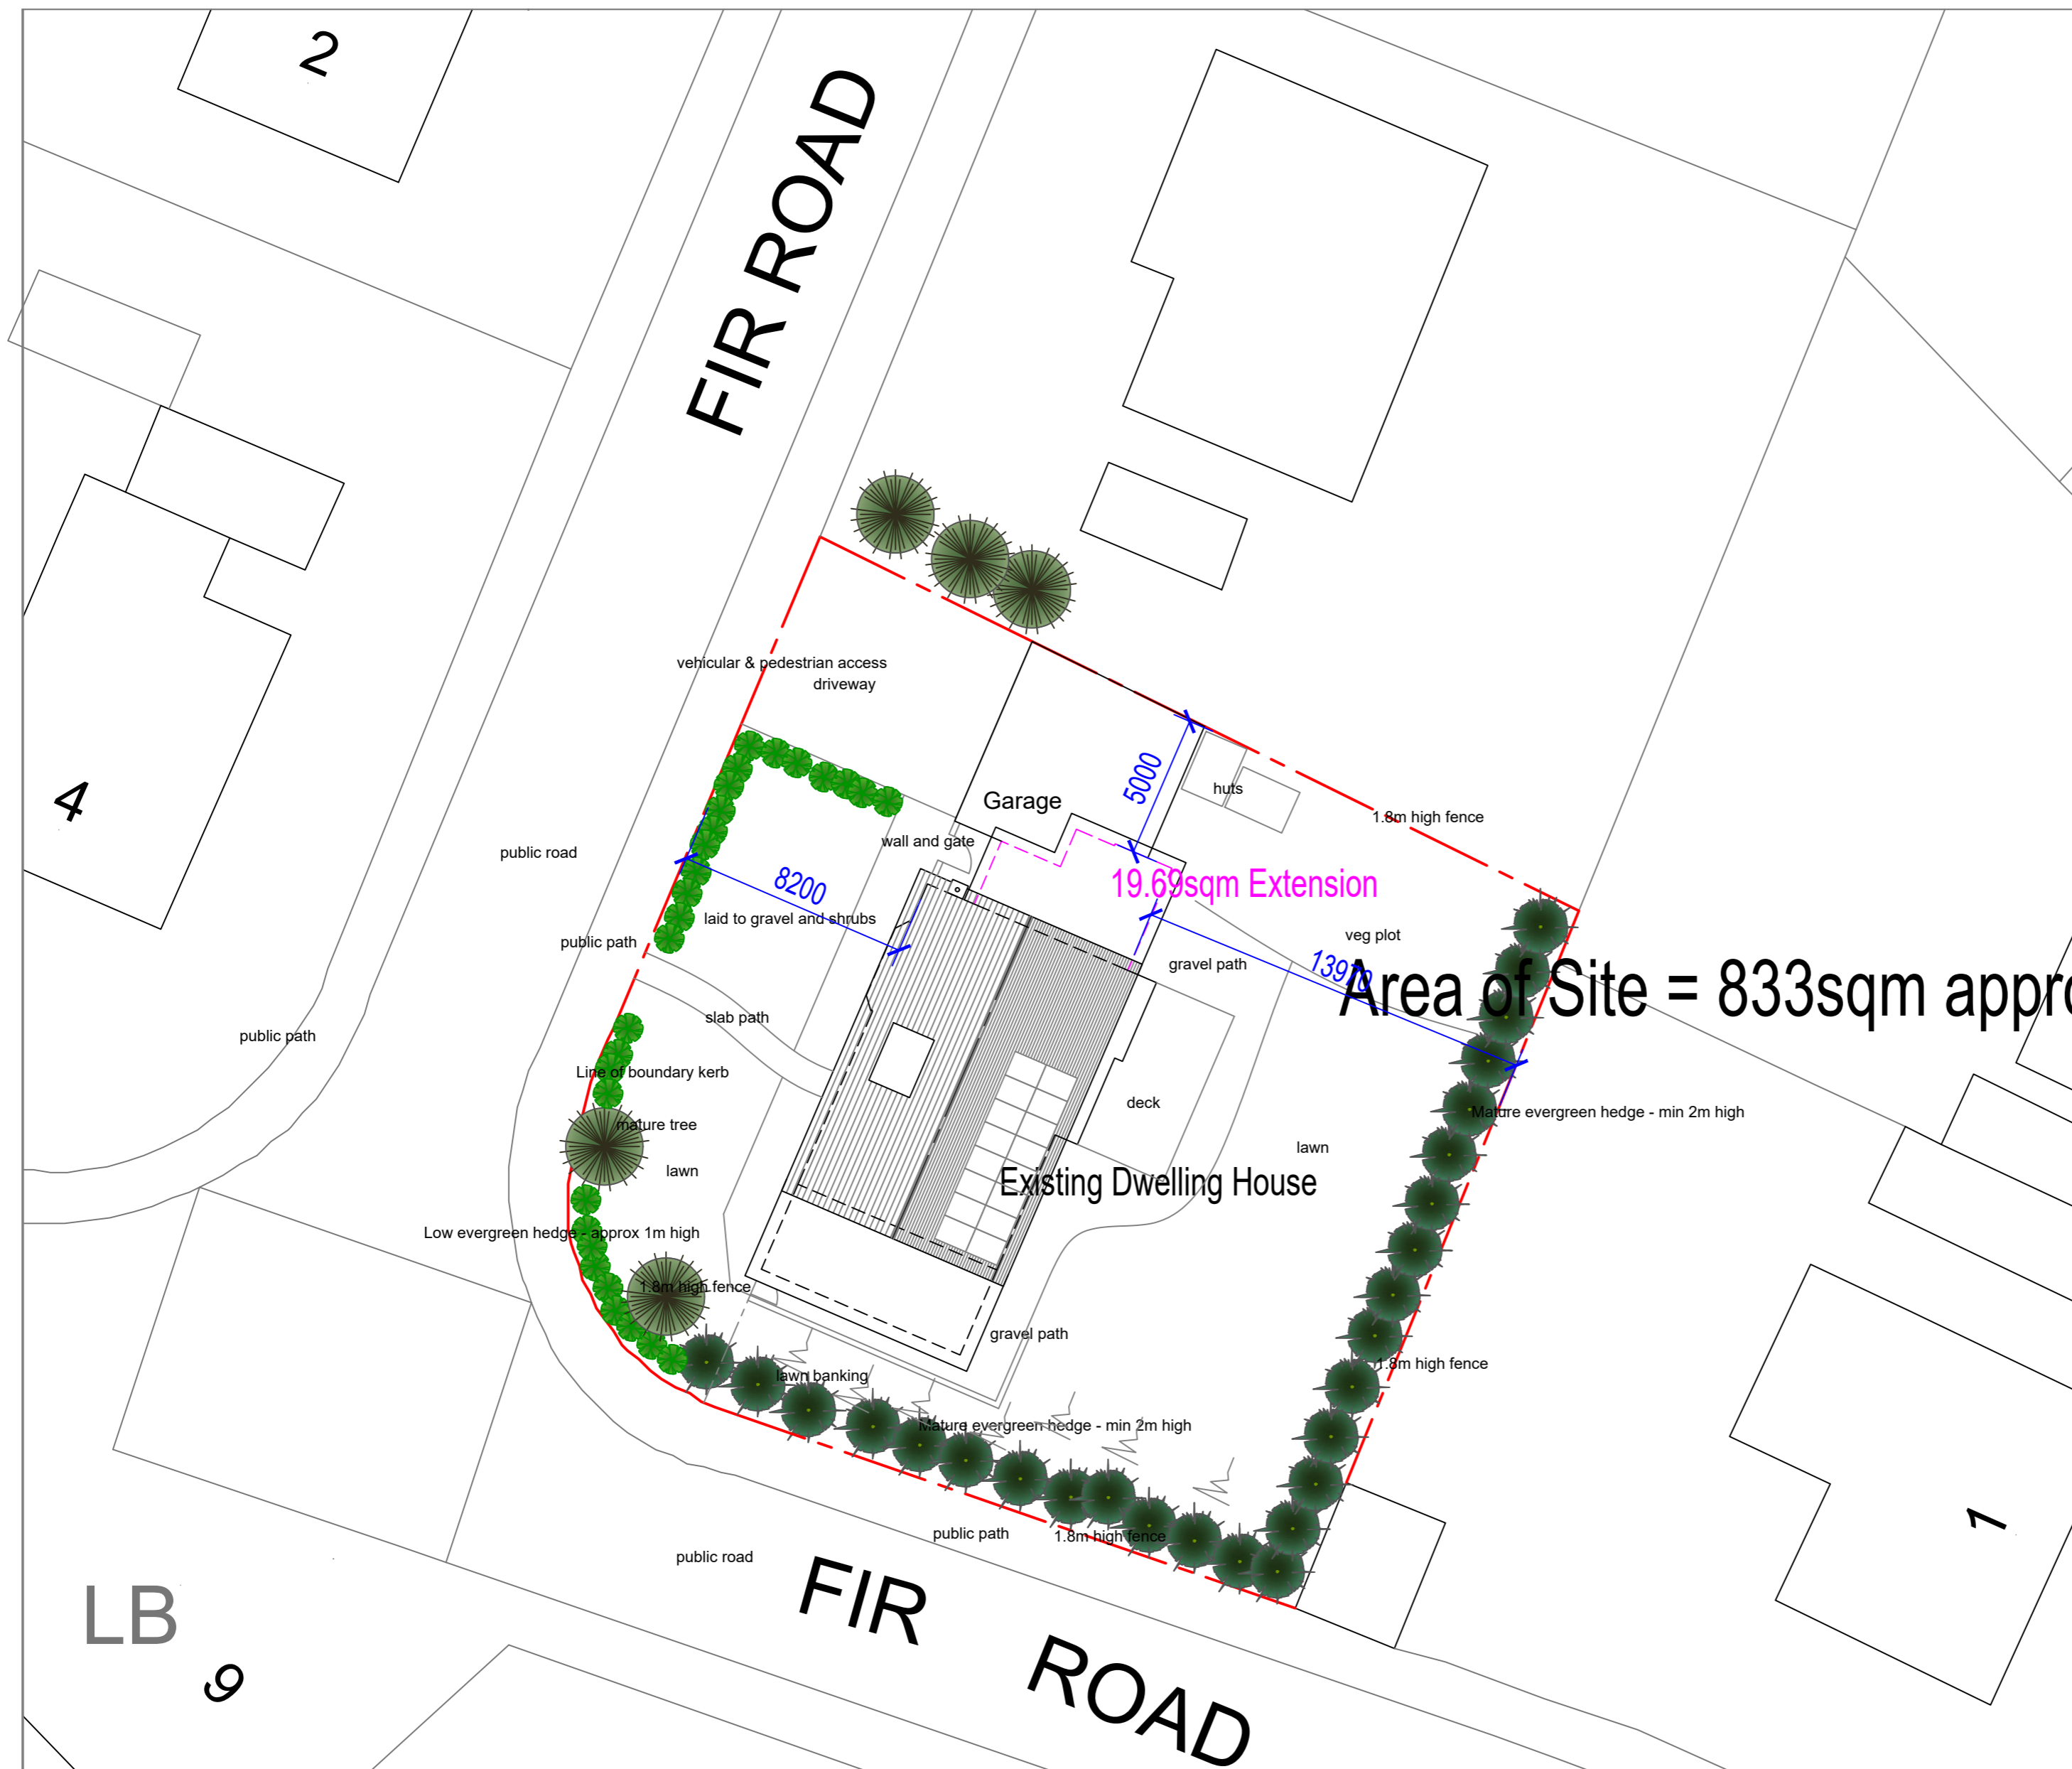 2
FIR ROAD
vehicular & pedestrian access
driveway
5000
huts
4
Garage
1.8m high fence
wall and gate
public road
8200
19.69sqm Extension
laid to gravel and shrubs
public path
veg plot
gravel path
13970
Area of Site = 833sqm appro
slab path
public path
Line of boundary kerb
deck
Mature evergreen hedge - min 2m high
mature tree
lawn
lawn
Existing Dwelling House
Low evergreen hedge - approx 1m high
1.8m high fence
gravel path
1.8m high fence
lawn banking
Mature evergreen hedge - min 2m high
1
public path
1.8m high fence
public road
FIR ROAD
LB
9